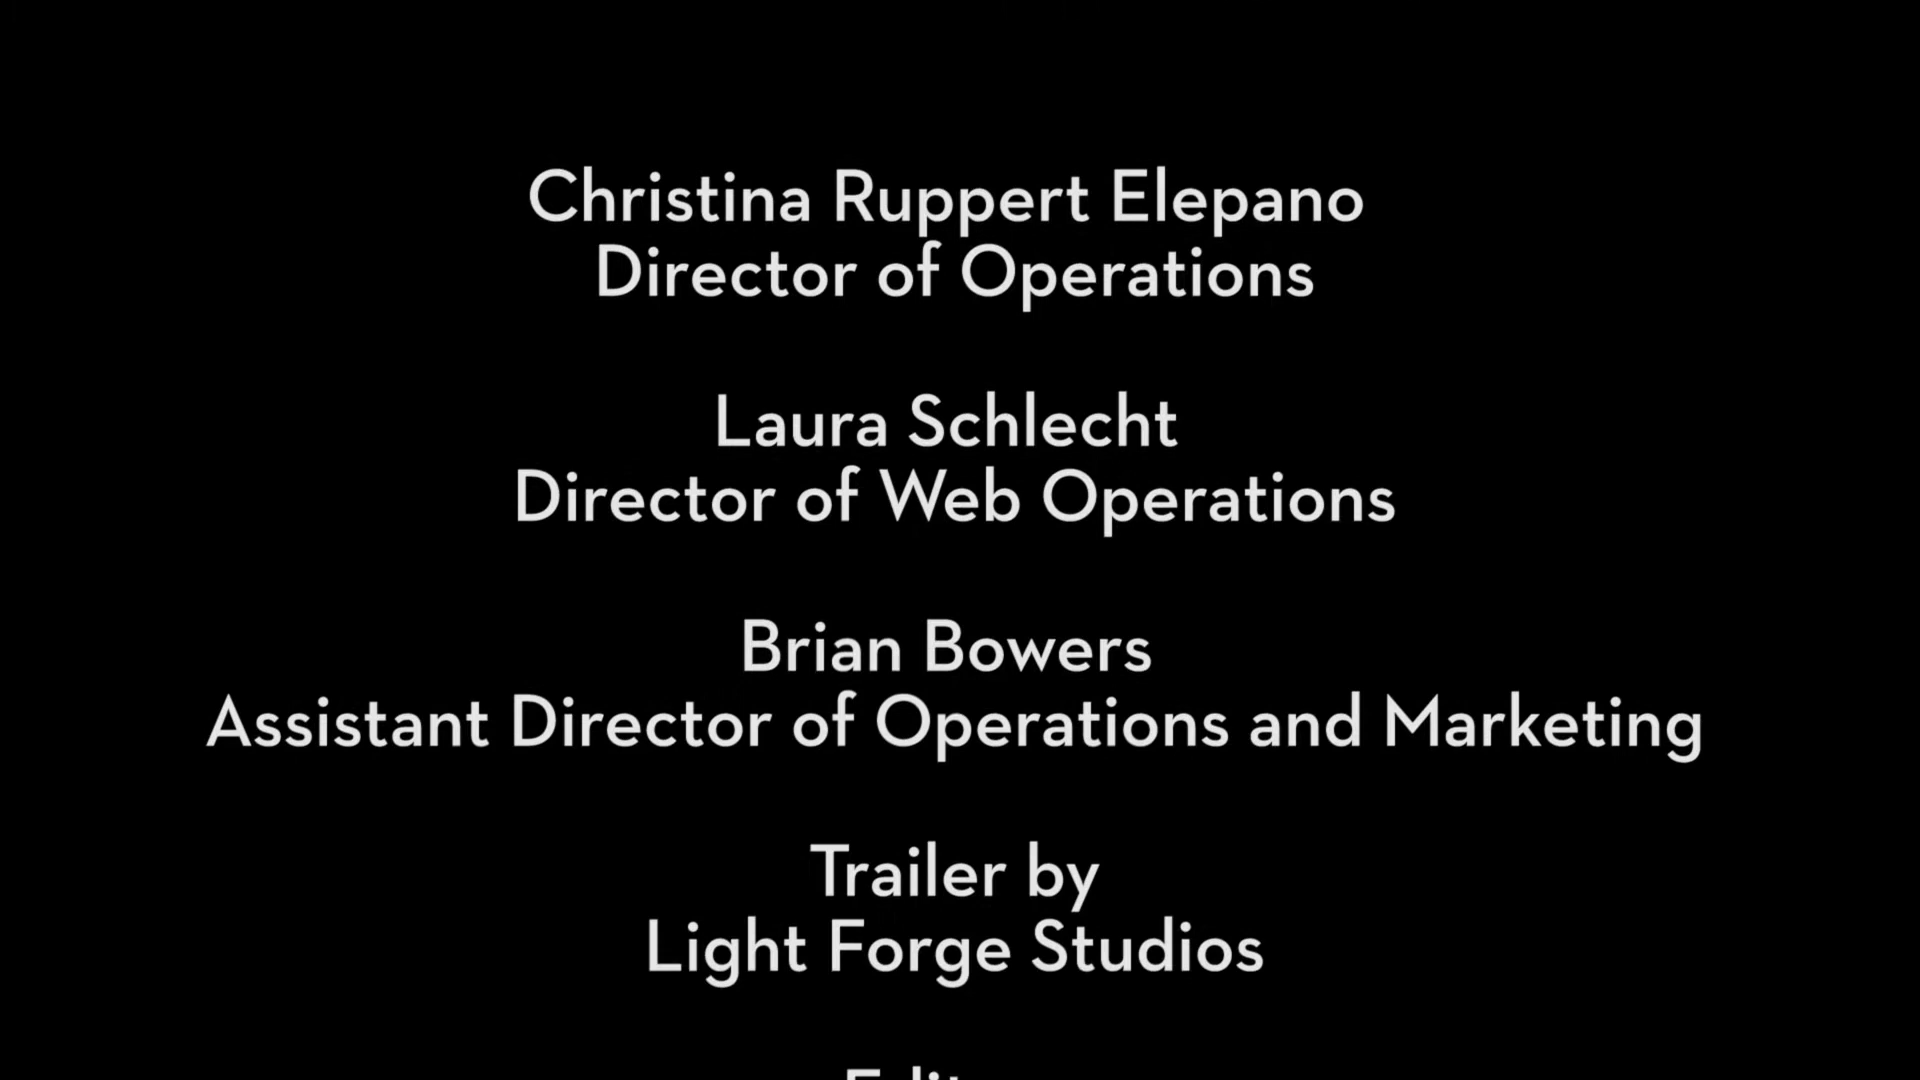 Christina Ruppert Elepano
Director of Operations
Laura Schlecht
Director of Web Operations
Brian Bowers
Assistant Director of Operations and Marketing
Trailer by
Light Forge Studios